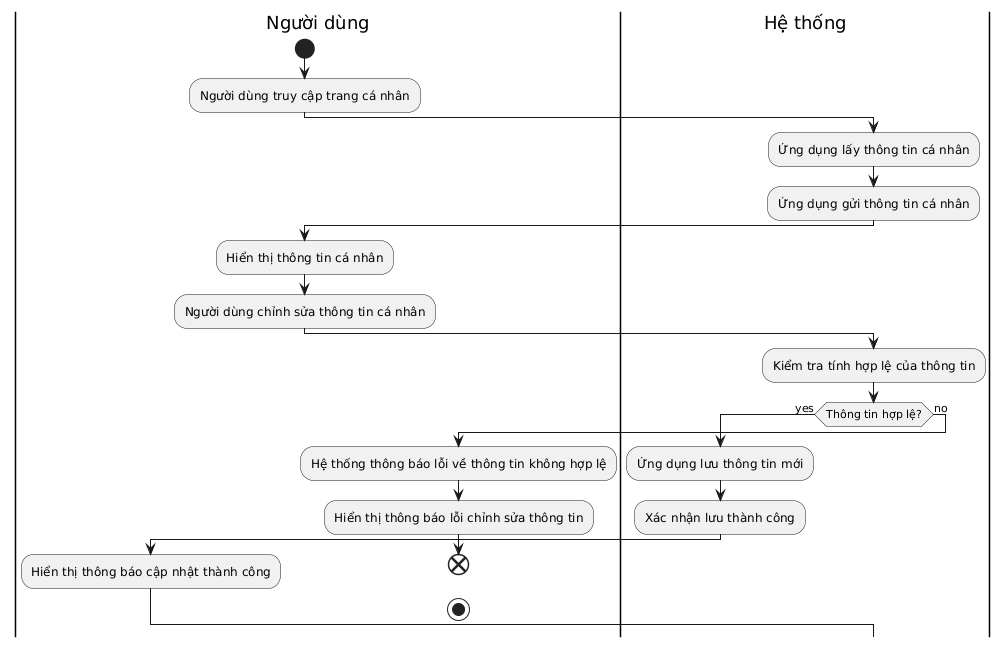 Người dùng
Hệ thống
Người dùng truy cập trang cá nhân
Ứng dụng lấy thông tin cá nhân
Ứng dụng gửi thông tin cá nhân
Hiển thị thông tin cá nhân
Người dùng chỉnh sửa thông tin cá nhân
Kiểm tra tính hợp lệ của thông tin
yes
Thông tin hợp lệ?
no
Hệ thống thông báo lỗi về thông tin không hợp lệ
Ứng dụng lưu thông tin mới
Hiển thị thông báo lỗi chỉnh sửa thông tin
Xác nhận lưu thành công
Hiển thị thông báo cập nhật thành công